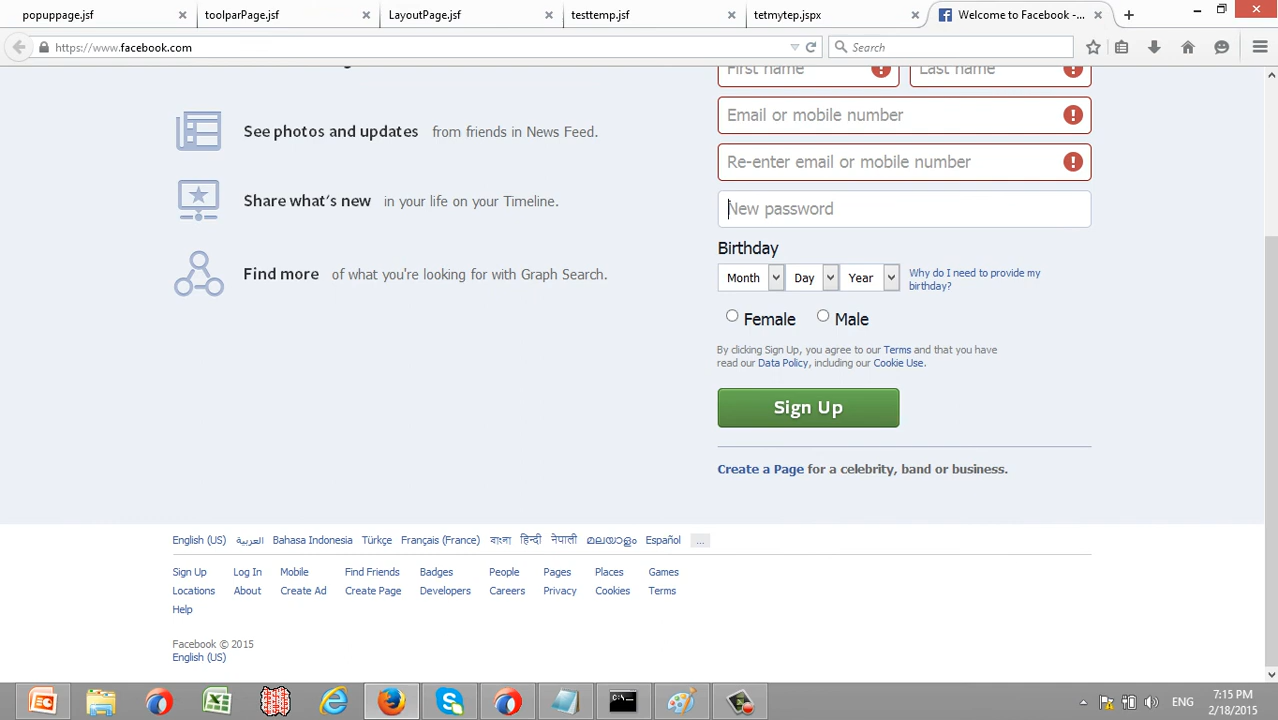 popuppage.jsf
toolparPage.jsf
LayoutPage.jsf
testtemp.jsf
tetmytep.jspx
Welcome to Facebook -...
https://www.facebook.com
Search
First name
Last name
Email or mobile number
See photos and updates from friends in News Feed.
Re-enter email or mobile number
Share what's new in your life on your Timeline.
New password
Birthday
Find more of what you're looking for with Graph Search.
Month
Day
Year
Why do I need to provide my
birthday?
Female
Male
By clicking Sign Up, you agree to our Terms and that you have
read our Data Policy, including our Cookie Use.
Sign Up
Create a Page for a celebrity, band or business.
English (US) العربية Bahasa Indonesia Türkçe Français (France) বাংলা हिन्दी नेपाली മലയാളം Español ...
Sign Up Log In Mobile Find Friends Badges People Pages Places Games
Locations About Create Ad Create Page Developers Careers Privacy Cookies Terms
Help
Facebook © 2015
English (US)
ENG
7:15 PM
2/18/2015